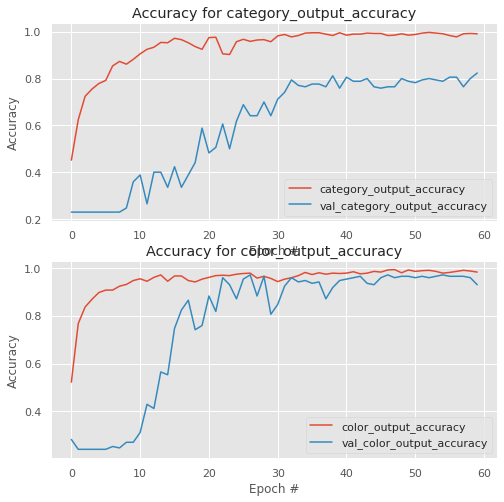 Accuracy for category_output_accuracy
1.0
0.8
0.6
0.4
0.2
Accuracy
category_output_accuracy
val_category_output_accuracy
0 10 20 30 40 50 60
Epoch #
Accuracy for color_output_accuracy
1.0
0.8
0.6
0.4
Accuracy
color_output_accuracy
val_color_output_accuracy
0 10 20 30 40 50 60
Epoch #